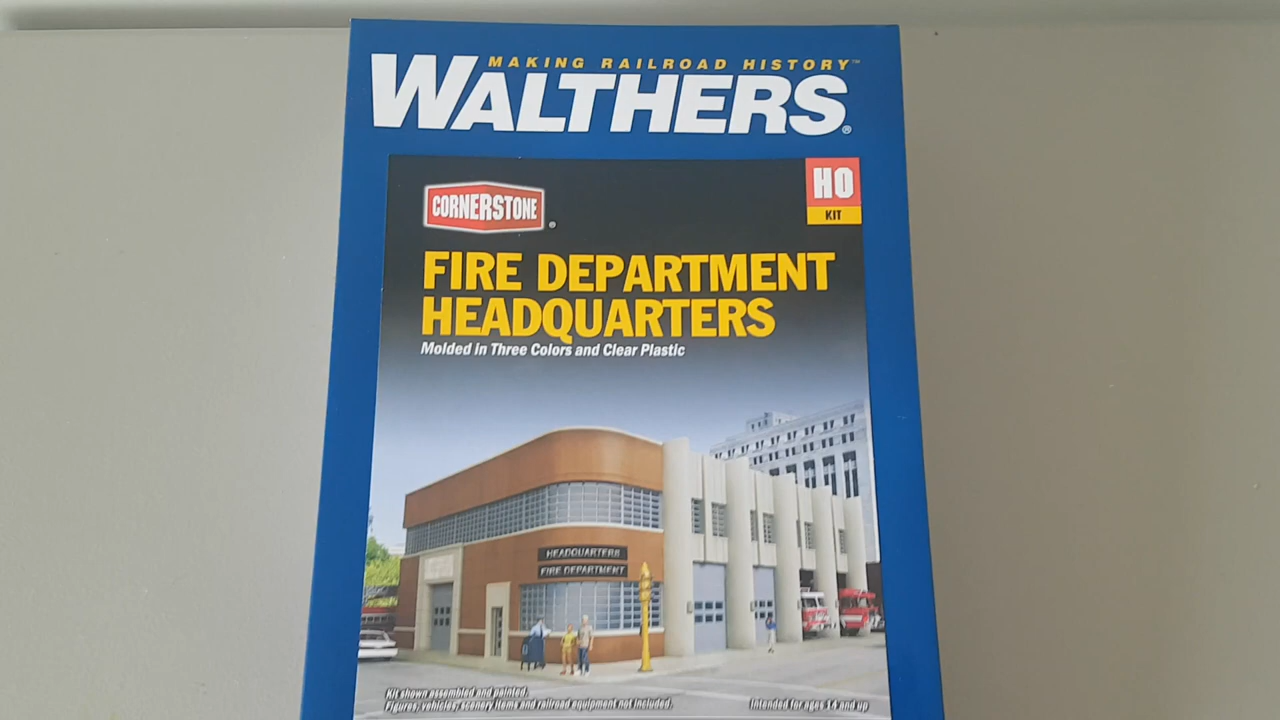 MAKING RAILROAD HISTORY™
WALTHERS®
HO
KIT
CORNERSTONE®
FIRE DEPARTMENT
HEADQUARTERS
Molded in Three Colors and Clear Plastic
HEADQUARTERS
FIRE DEPARTMENT
Kit shown assembled and painted.
Figures, vehicles, scenery items and railroad equipment not included.
Intended for ages 14 and up